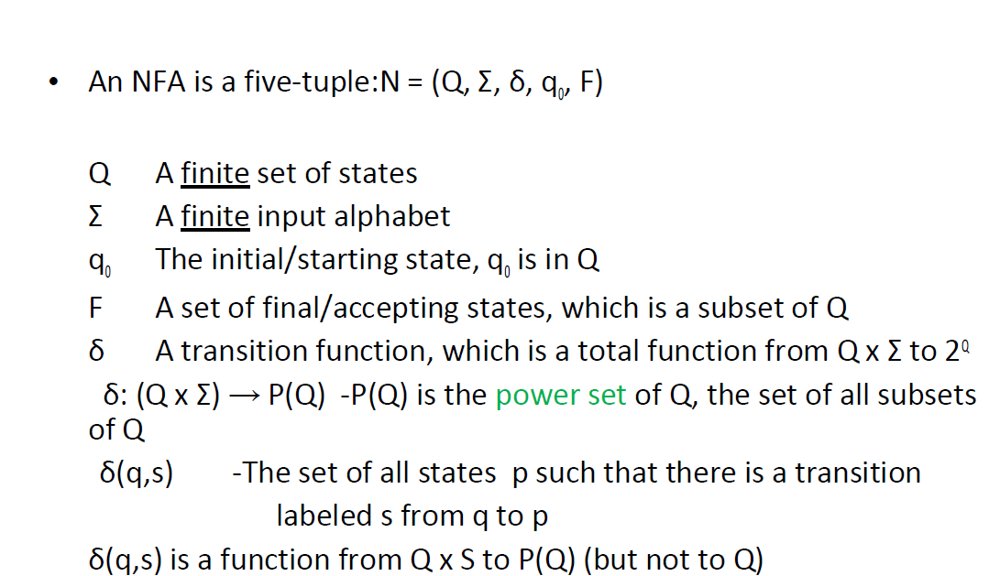 • An NFA is a five-tuple:N = (Q, Σ, δ, q₀, F)
Q A finite set of states
Σ A finite input alphabet
q₀ The initial/starting state, q₀ is in Q
F A set of final/accepting states, which is a subset of Q
δ A transition function, which is a total function from Q x Σ to 2^Q
δ: (Q x Σ) → P(Q) -P(Q) is the power set of Q, the set of all subsets
of Q
δ(q,s) -The set of all states p such that there is a transition
labeled s from q to p
δ(q,s) is a function from Q x S to P(Q) (but not to Q)